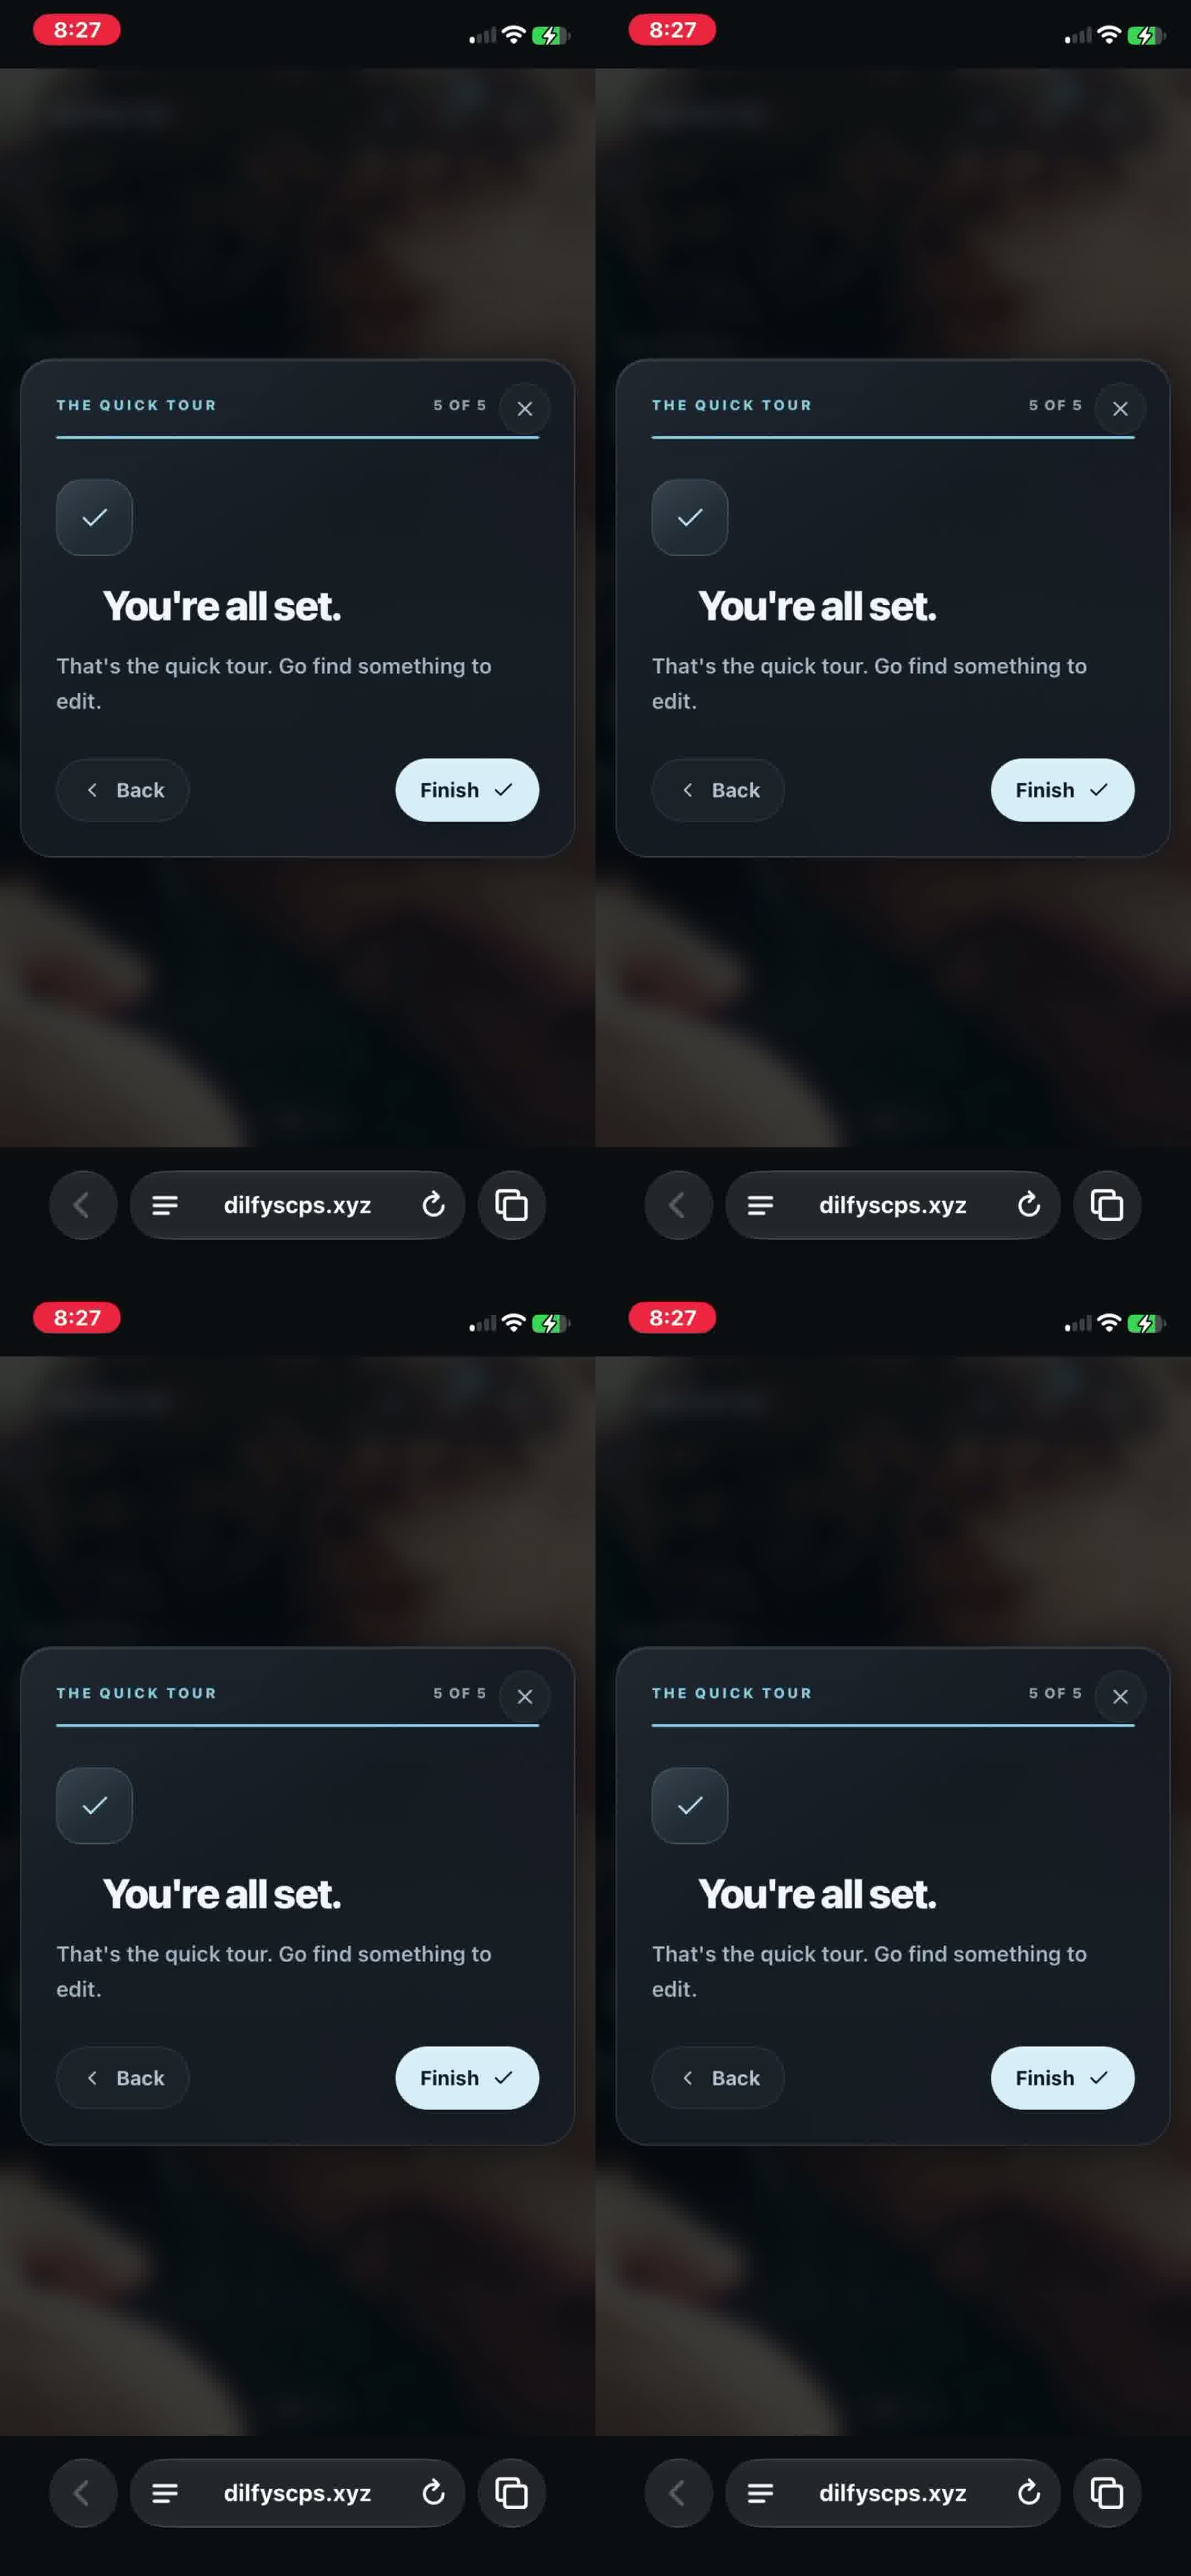 8:27
8:27
THE QUICK TOUR 5 OF 5
THE QUICK TOUR 5 OF 5
You're all set.
You're all set.
That's the quick tour. Go find something to
edit.
That's the quick tour. Go find something to
edit.
Back Finish
Back Finish
dilfyscps.xyz
dilfyscps.xyz
8:27
8:27
THE QUICK TOUR 5 OF 5
THE QUICK TOUR 5 OF 5
You're all set.
You're all set.
That's the quick tour. Go find something to
edit.
That's the quick tour. Go find something to
edit.
Back Finish
Back Finish
dilfyscps.xyz
dilfyscps.xyz